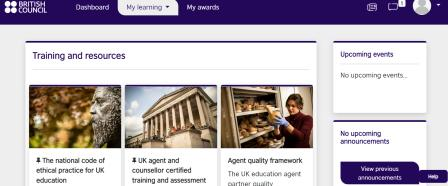 BRITISH
COUNCIL
Dashboard
My learning
My awards
1
Training and resources
Upcoming events
No upcoming events...
The national code of
ethical practice for UK
education
UK agent and
counsellor certified
training and assessment
Agent quality framework
The UK education agent
partner quality
No upcoming
announcements
View previous
announcements
Help